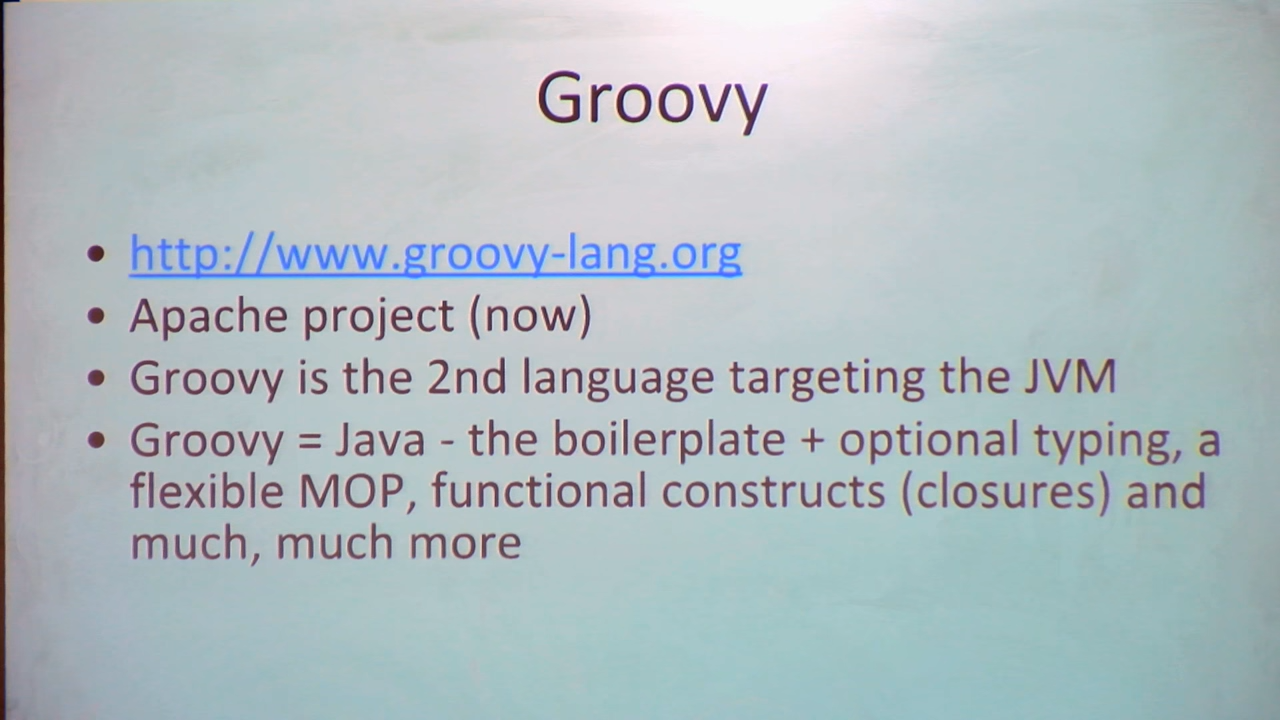 Groovy
• http://www.groovy-lang.org
• Apache project (now)
• Groovy is the 2nd language targeting the JVM
• Groovy = Java - the boilerplate + optional typing, a
flexible MOP, functional constructs (closures) and
much, much more